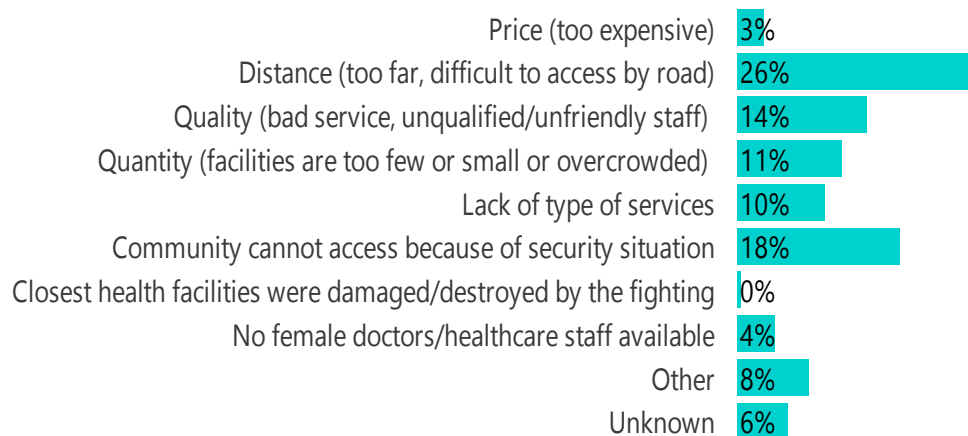 Price (too expensive) 3%
Distance (too far, difficult to access by road) 26%
Quality (bad service, unqualified/unfriendly staff) 14%
Quantity (facilities are too few or small or overcrowded) 11%
Lack of type of services 10%
Community cannot access because of security situation 18%
Closest health facilities were damaged/destroyed by the fighting 0%
No female doctors/healthcare staff available 4%
Other 8%
Unknown 6%